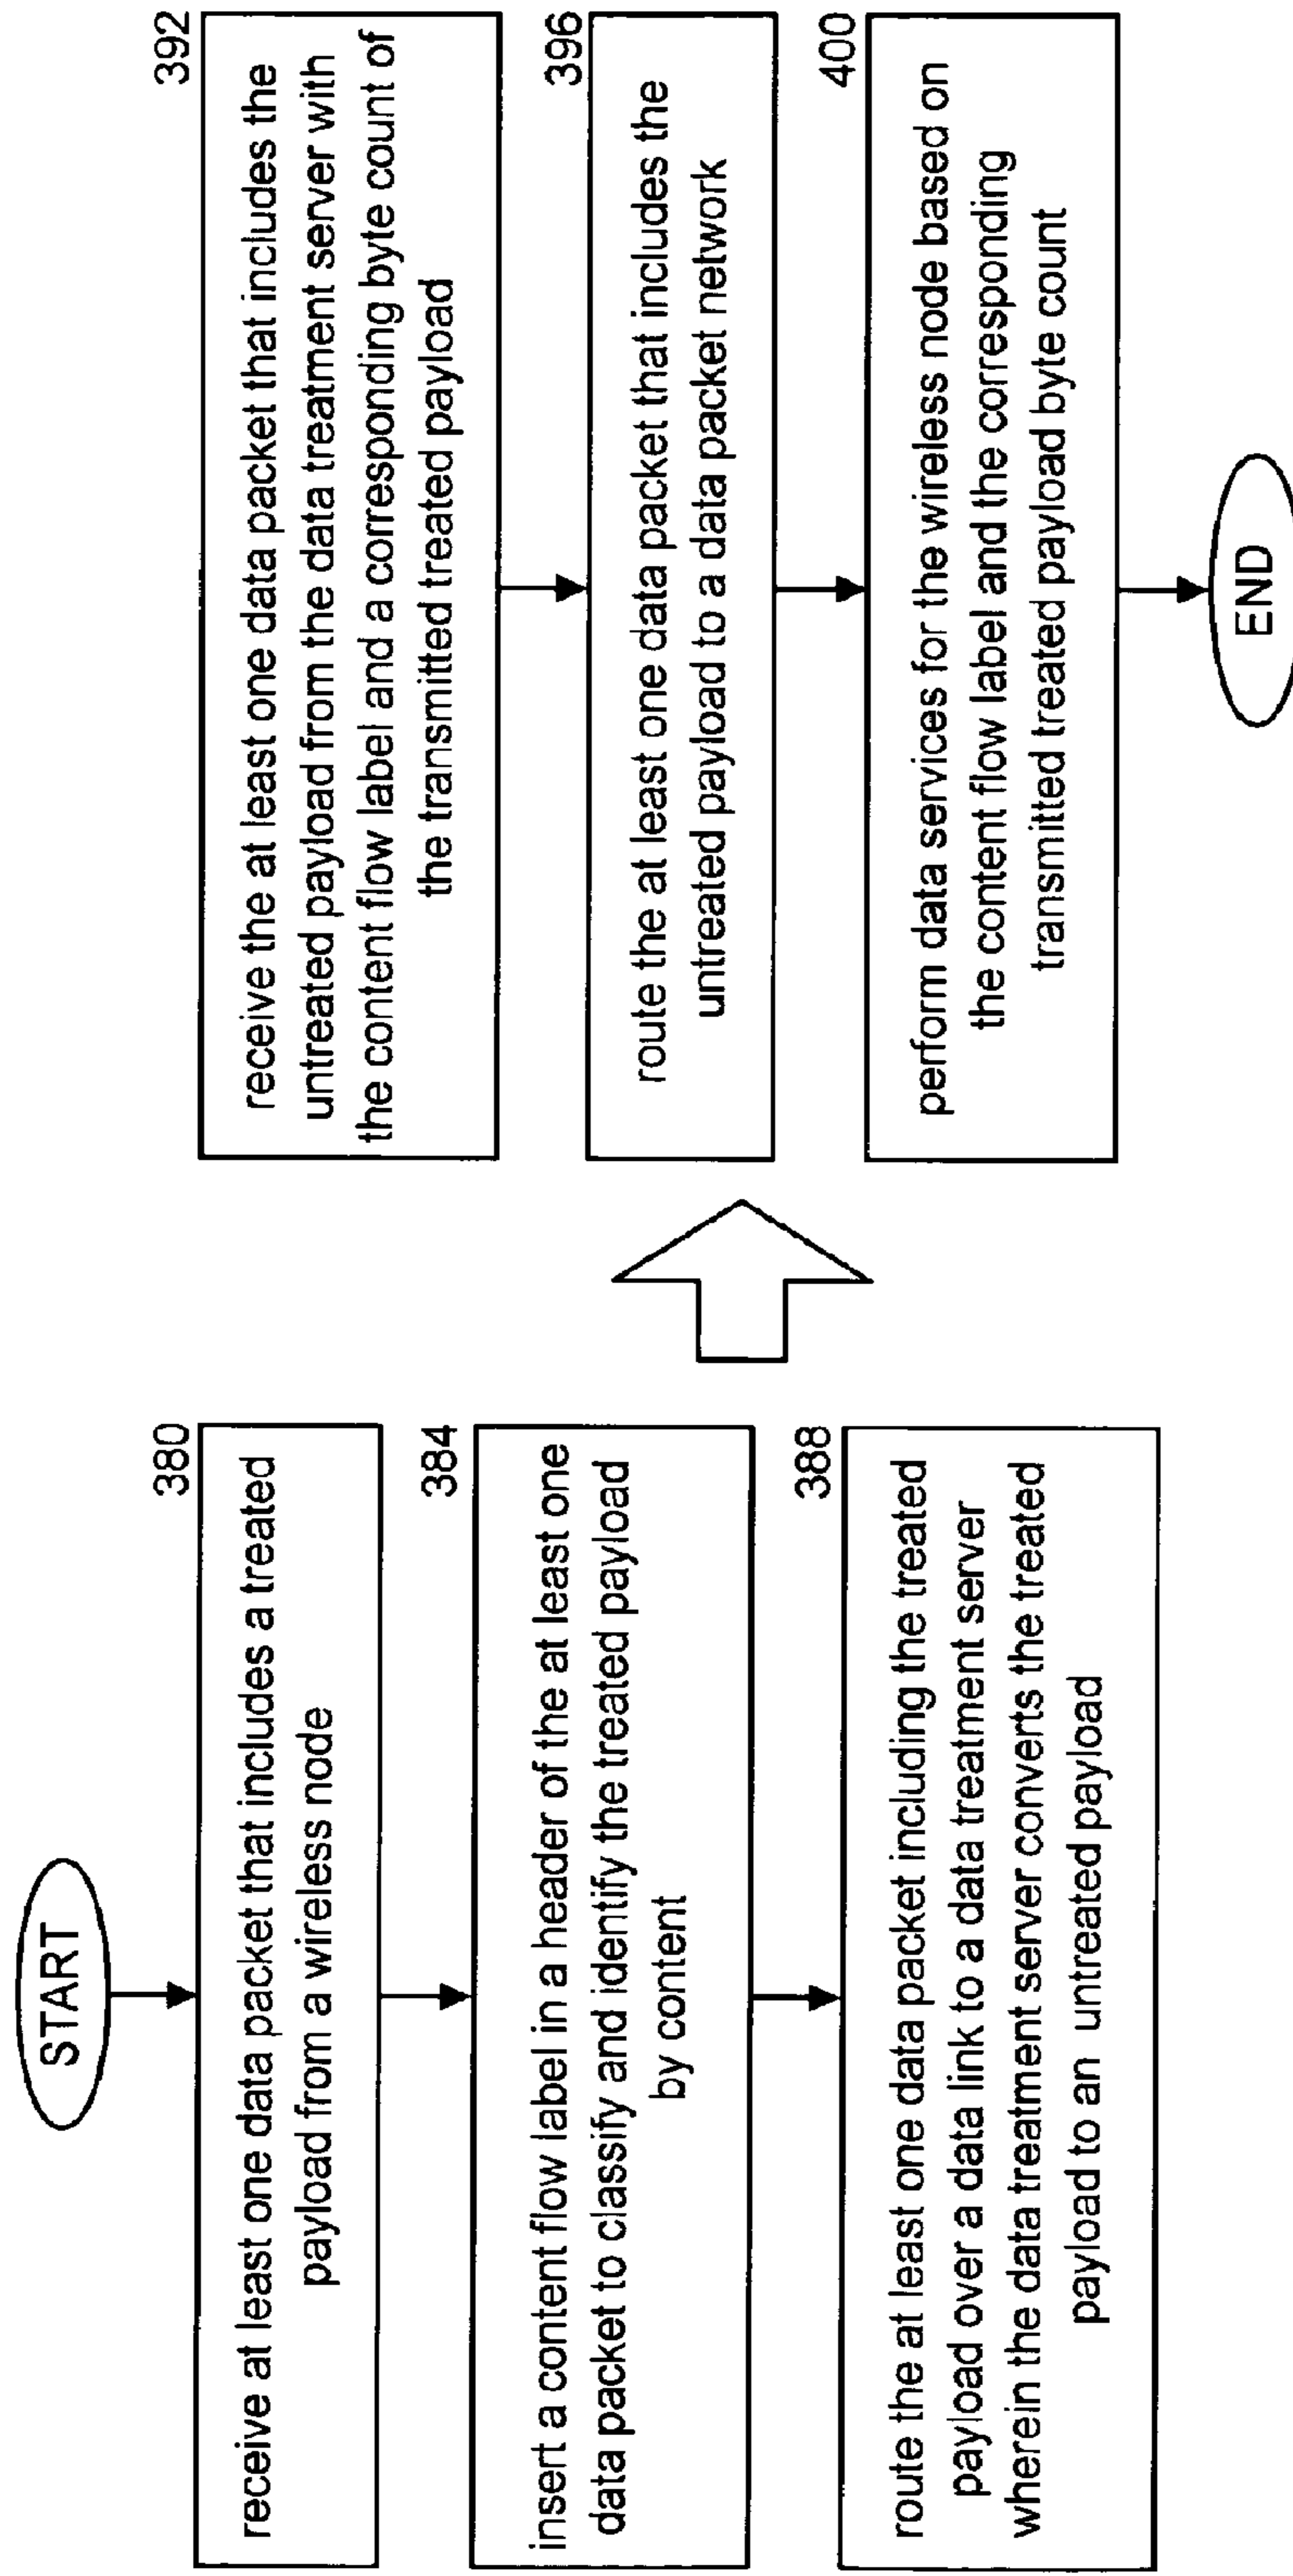 START
380
receive at least one data packet that includes a treated
payload from a wireless node
384
insert a content flow label in a header of the at least one
data packet to classify and identify the treated payload
by content
388
route the at least one data packet including the treated
payload over a data link to a data treatment server
wherein the data treatment server converts the treated
payload to an untreated payload
392
receive the at least one data packet that includes the
untreated payload from the data treatment server with
the content flow label and a corresponding byte count of
the transmitted treated payload
396
route the at least one data packet that includes the
untreated payload to a data packet network
400
perform data services for the wireless node based on
the content flow label and the corresponding
transmitted treated payload byte count
END